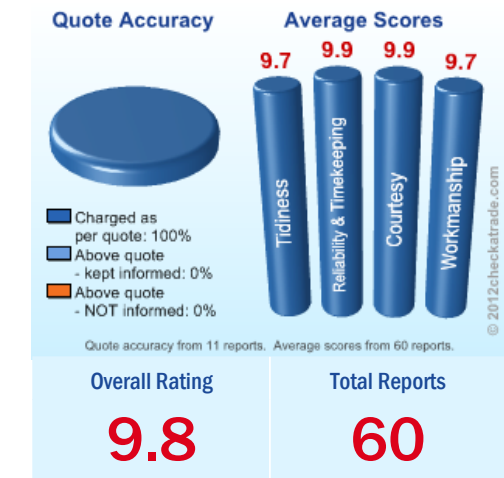 Quote Accuracy
Average Scores
9.7
9.9
9.9
9.7
Tidiness
Reliability & Timekeeping
Courtesy
Workmanship
Charged as
per quote: 100%
Above quote
- kept informed: 0%
Above quote
- NOT informed: 0%
© 2012checkatrade.com
Quote accuracy from 11 reports. Average scores from 60 reports.
Overall Rating
Total Reports
9.8
60